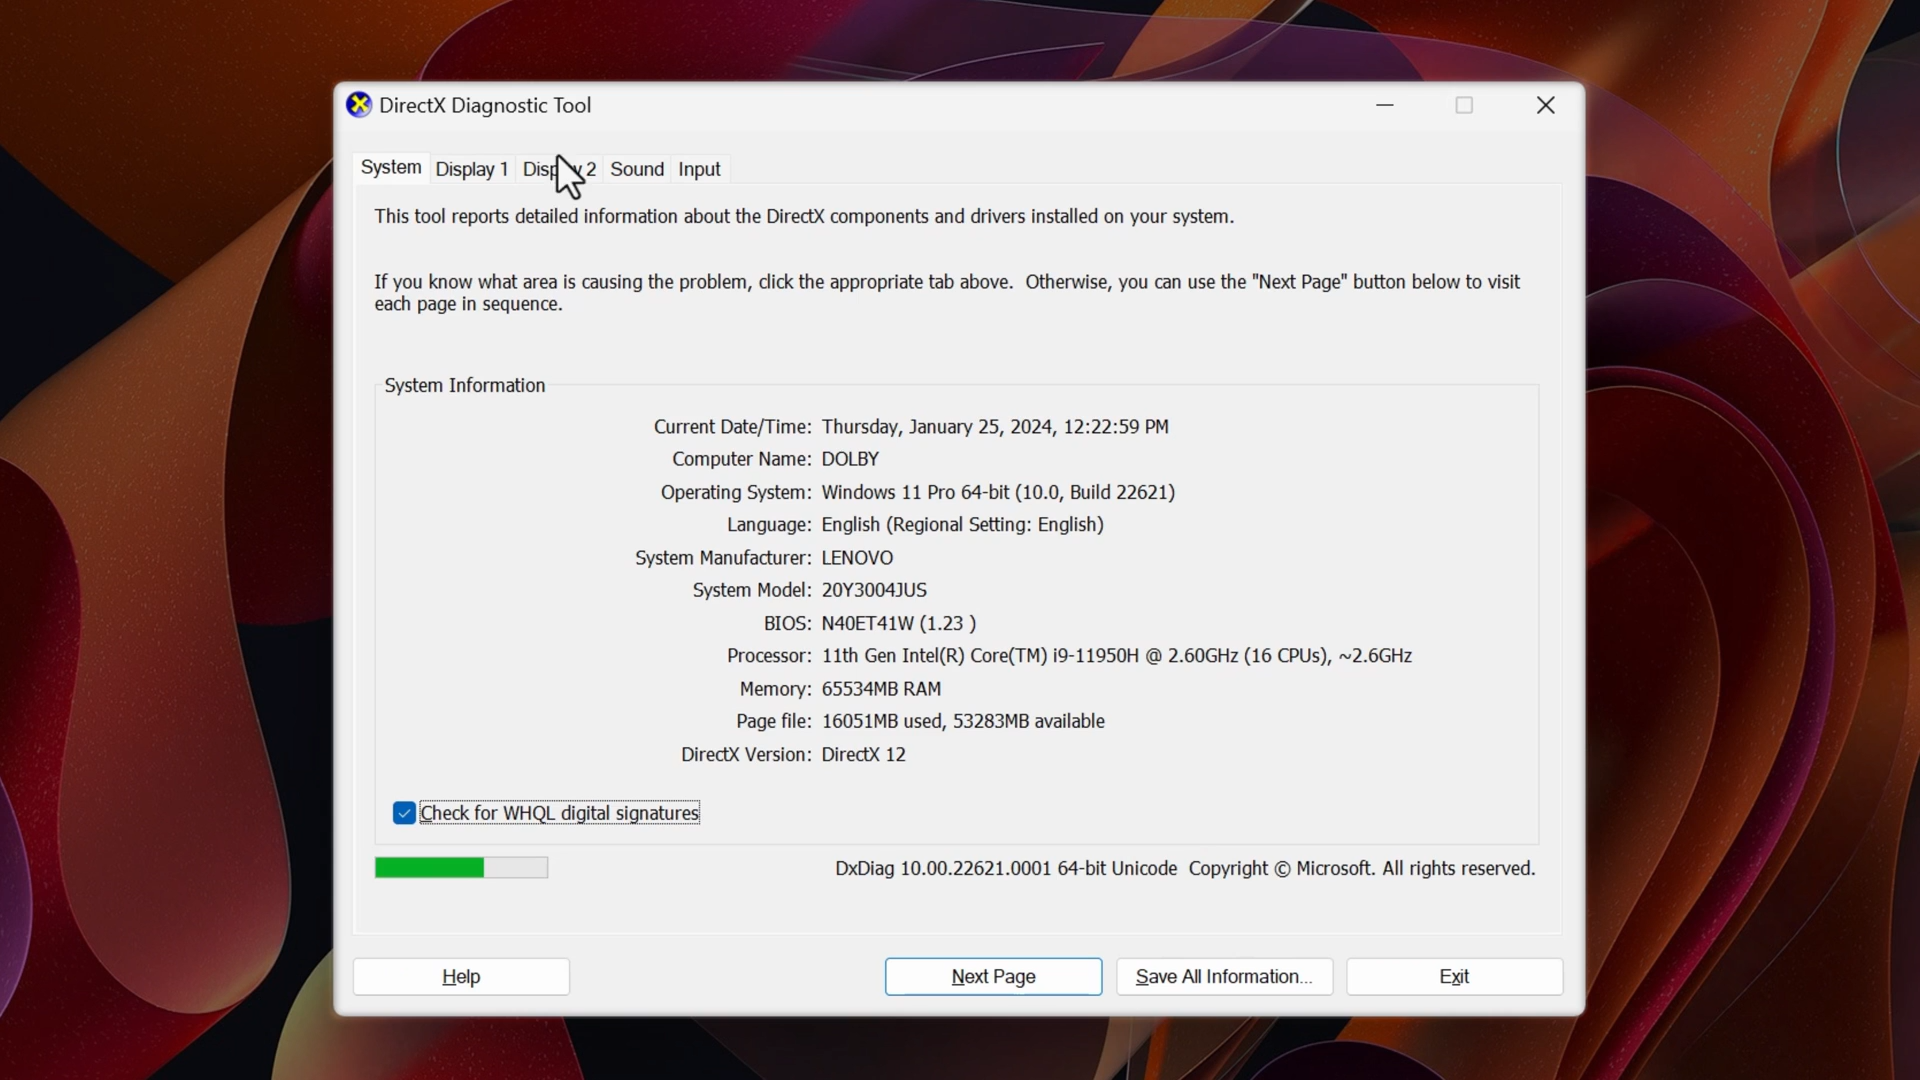 DirectX Diagnostic Tool
System Display 1 Display 2 Sound Input
This tool reports detailed information about the DirectX components and drivers installed on your system.
If you know what area is causing the problem, click the appropriate tab above.  Otherwise, you can use the "Next Page" button below to visit
each page in sequence.
System Information
Current Date/Time: Thursday, January 25, 2024, 12:22:59 PM
Computer Name: DOLBY
Operating System: Windows 11 Pro 64-bit (10.0, Build 22621)
Language: English (Regional Setting: English)
System Manufacturer: LENOVO
System Model: 20Y3004JUS
BIOS: N40ET41W (1.23 )
Processor: 11th Gen Intel(R) Core(TM) i9-11950H @ 2.60GHz (16 CPUs), ~2.6GHz
Memory: 65534MB RAM
Page file: 16051MB used, 53283MB available
DirectX Version: DirectX 12
Check for WHQL digital signatures
DxDiag 10.00.22621.0001 64-bit Unicode  Copyright © Microsoft. All rights reserved.
Help Next Page Save All Information... Exit